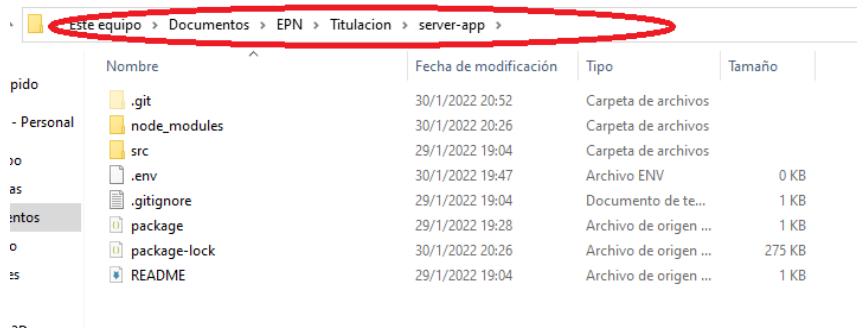 Este equipo > Documentos > EPN > Titulacion > server-app >
Nombre Fecha de modificación Tipo Tamaño
pido
.git 30/1/2022 20:52 Carpeta de archivos
- Personal
node_modules 30/1/2022 20:26 Carpeta de archivos
src 29/1/2022 19:04 Carpeta de archivos
po
.env 30/1/2022 19:47 Archivo ENV 0 KB
as
.gitignore 29/1/2022 19:04 Documento de te... 1 KB
entos
package 29/1/2022 19:28 Archivo de origen ... 1 KB
o
package-lock 30/1/2022 20:26 Archivo de origen ... 275 KB
es
README 29/1/2022 19:04 Archivo de origen ... 1 KB